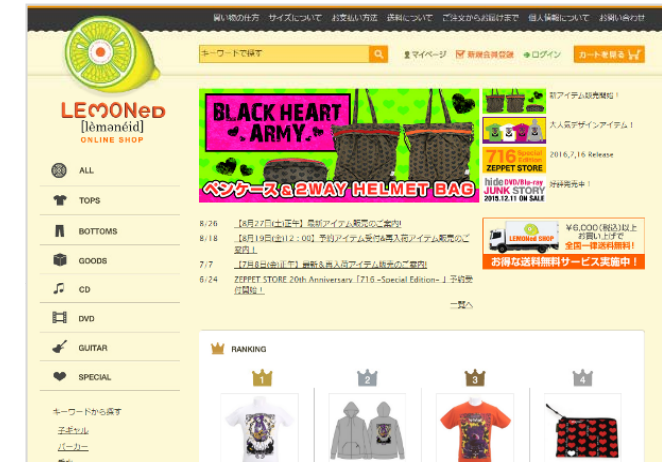 買い物の仕方 サイズについて お支払い方法 送料について ご注文からお届けまで 個人情報について お問い合わせ
キーワードで探す
マイページ 新規会員登録 ログイン カートを見る
LEMONeD
[lèmənéid]
ONLINE SHOP
ALL
TOPS
BOTTOMS
GOODS
CD
DVD
GUITAR
SPECIAL
キーワードから探す
子ギャル
パーカー
BLACK HEART
ARMY.
ペンケース&2WAY HELMET BAG
新アイテム販売開始！
大人気デザインアイテム！
716 Special Edition
ZEPPET STORE
2016,7,16 Release
hide DVD/Blu-ray
JUNK STORY
2015.12.11 ON SALE
好評発売中！
8/26 【8月27日(土)正午】最新アイテム販売のご案内!
8/18 【8月19日(金)12：00】予約アイテム受付&再入荷アイテム販売のご
案内！
7/7 【7月8日(金)正午】最新&再入荷アイテム販売のご案内!
6/24 ZEPPET STORE 20th Anniversary「716 -Special Edition- 」予約受
付開始！
一覧へ
LEMONeD SHOP
¥6,000(税込)以上
お買い上げで
全国一律送料無料!
お得な送料無料サービス実施中！
RANKING
1
2
3
4